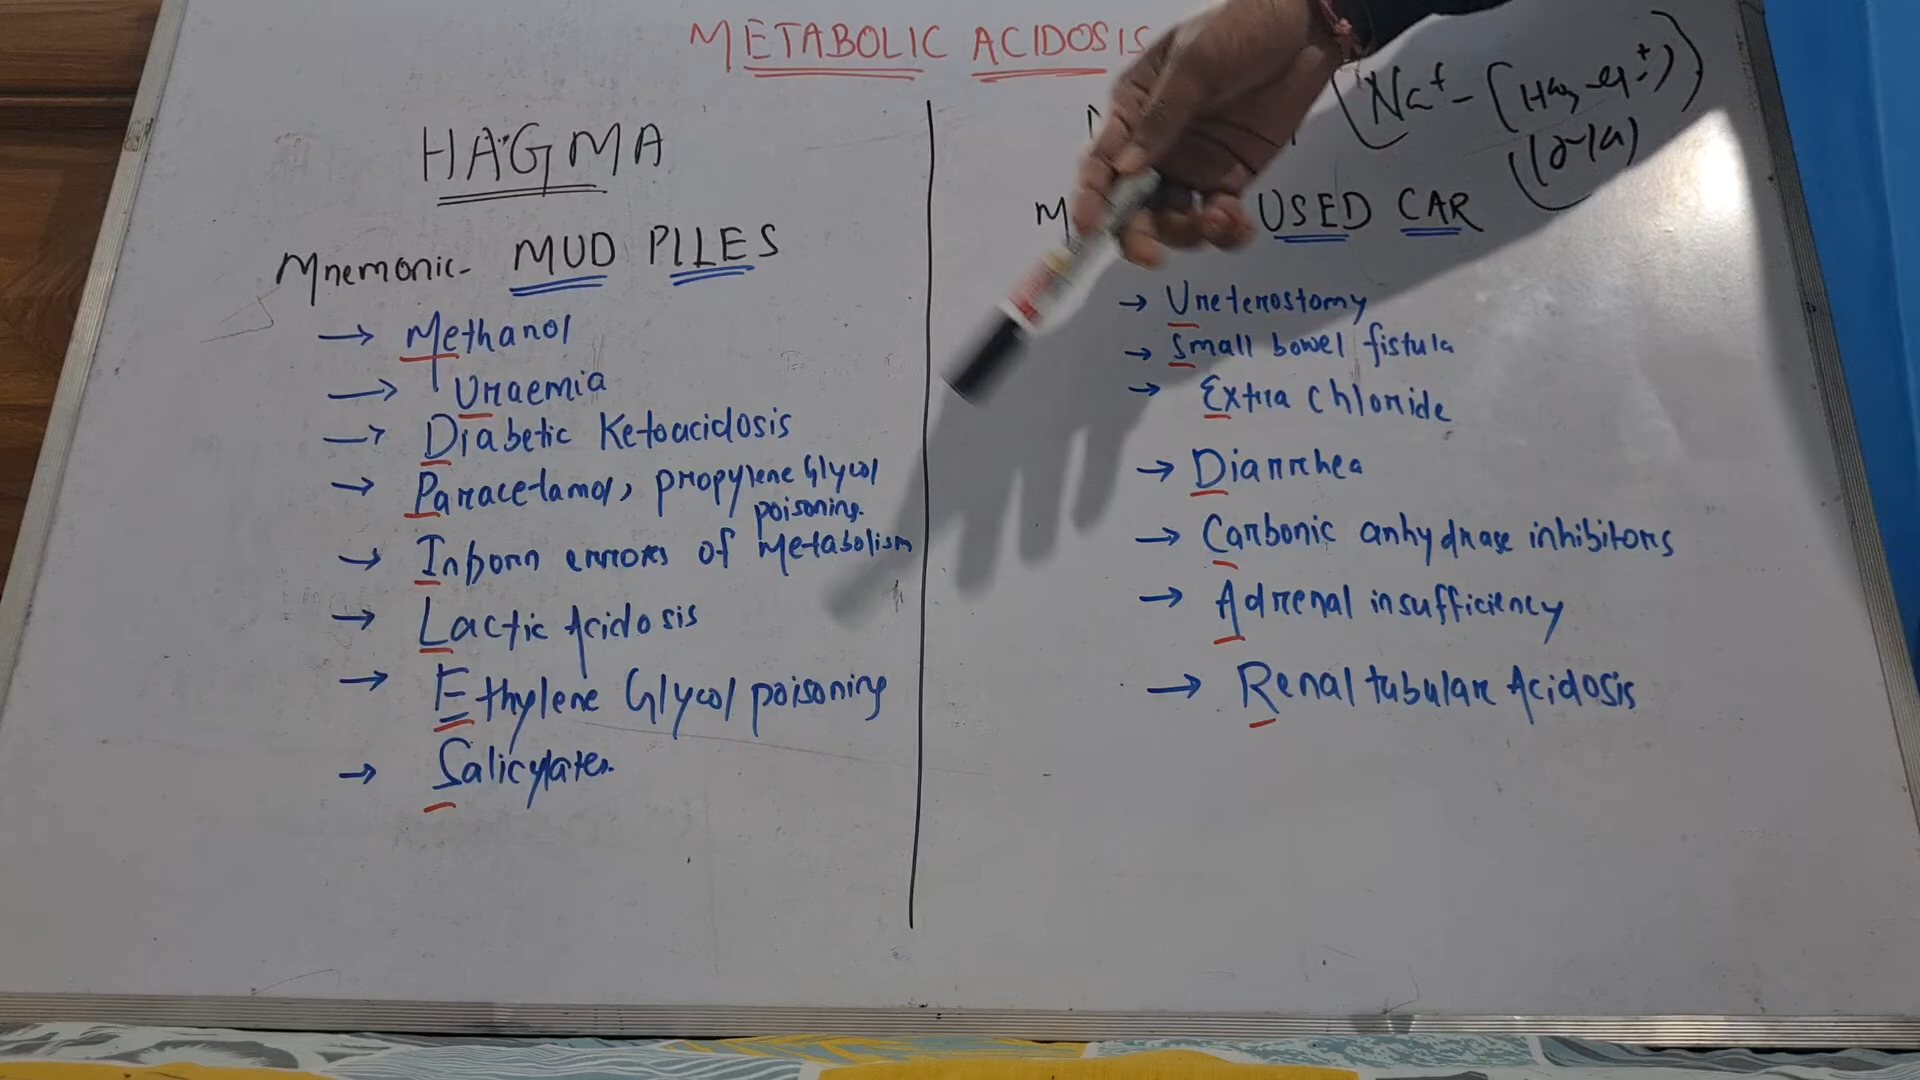 METABOLIC ACIDOSIS
HAGMA
Mnemonic- MUD PILES
→ Methanol
→ Uraemia
→ Diabetic Ketoacidosis
→ Paracetamol, propylene Glycol
poisoning.
→ Inborn errors of metabolism
→ Lactic Acidosis
→ Ethylene Glycol poisoning
→ Salicylates.
Na+ - (
USED CAR
→ Ureterostomy
→ Small bowel fistula
→ Extra chloride
→ Diarrhea
→ Carbonic anhydrase inhibitors
→ Adrenal insufficiency
→ Renal tubular Acidosis